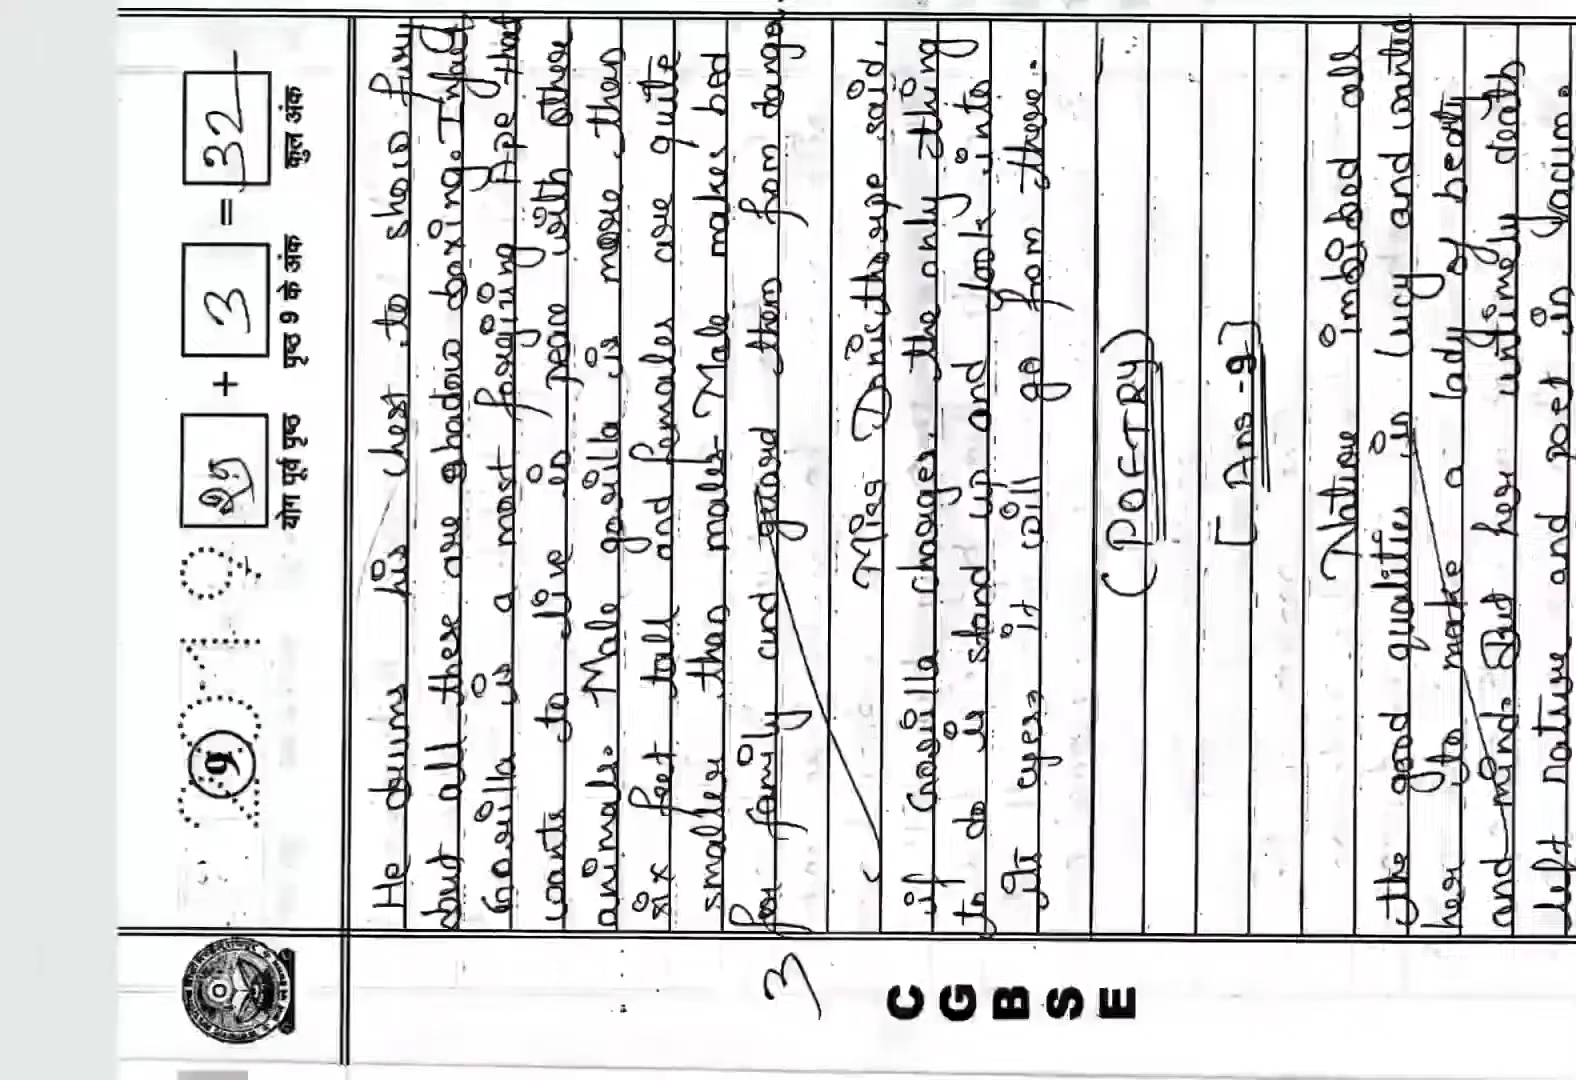 9
29 + 3 = 32
योग पूर्व पृष्ठ पृष्ठ 9 के अंक कुल अंक
He drums his chest to show fury
but all these are shadow boxing. Infact
Gorilla is a most forgiving Ape that
wants to live in peace with other
animals. Male gorilla is more than
six feet tall and females are quite
smaller than males. Male makes bed
for family and guard them from danger
3
Miss Dennisthorpe said,
if Gorilla charges, the only thing
to do is stand up and look into
its eyes, it will go from there.
(POETRY)
[Ans-9]
Nature imbibed all
the good qualities in Lucy and wanted
her to make a lady of beauty
and mind. But her untimely death
left nature and poet in Vacum.
CGBSE